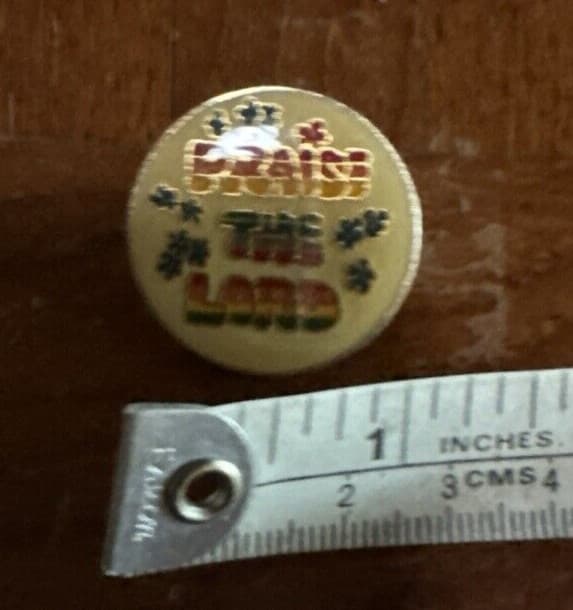 PRAISE
THE
LORD
1 INCHES.
2 3 CMS 4